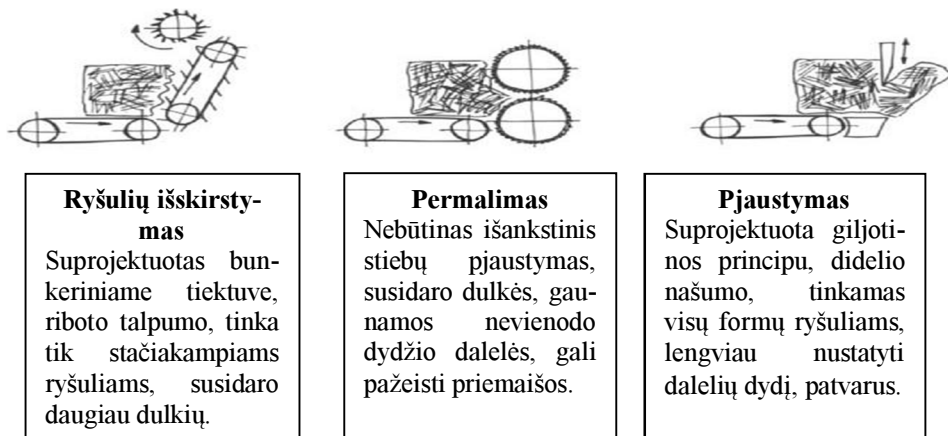 Ryšulių išskirsty-
mas
Suprojektuotas bun-
keriniame tiektuve,
riboto talpumo, tinka
tik stačiakampiams
ryšuliams, susidaro
daugiau dulkių.
Permalimas
Nebūtinas išankstinis
stiebų pjaustymas,
susidaro dulkės, gau-
namos nevienodo
dydžio dalelės, gali
pažeisti priemaišos.
Pjaustymas
Suprojektuota giljoti-
nos principu, didelio
našumo, tinkamas
visų formų ryšuliams,
lengviau nustatyti
dalelių dydį, patvarus.